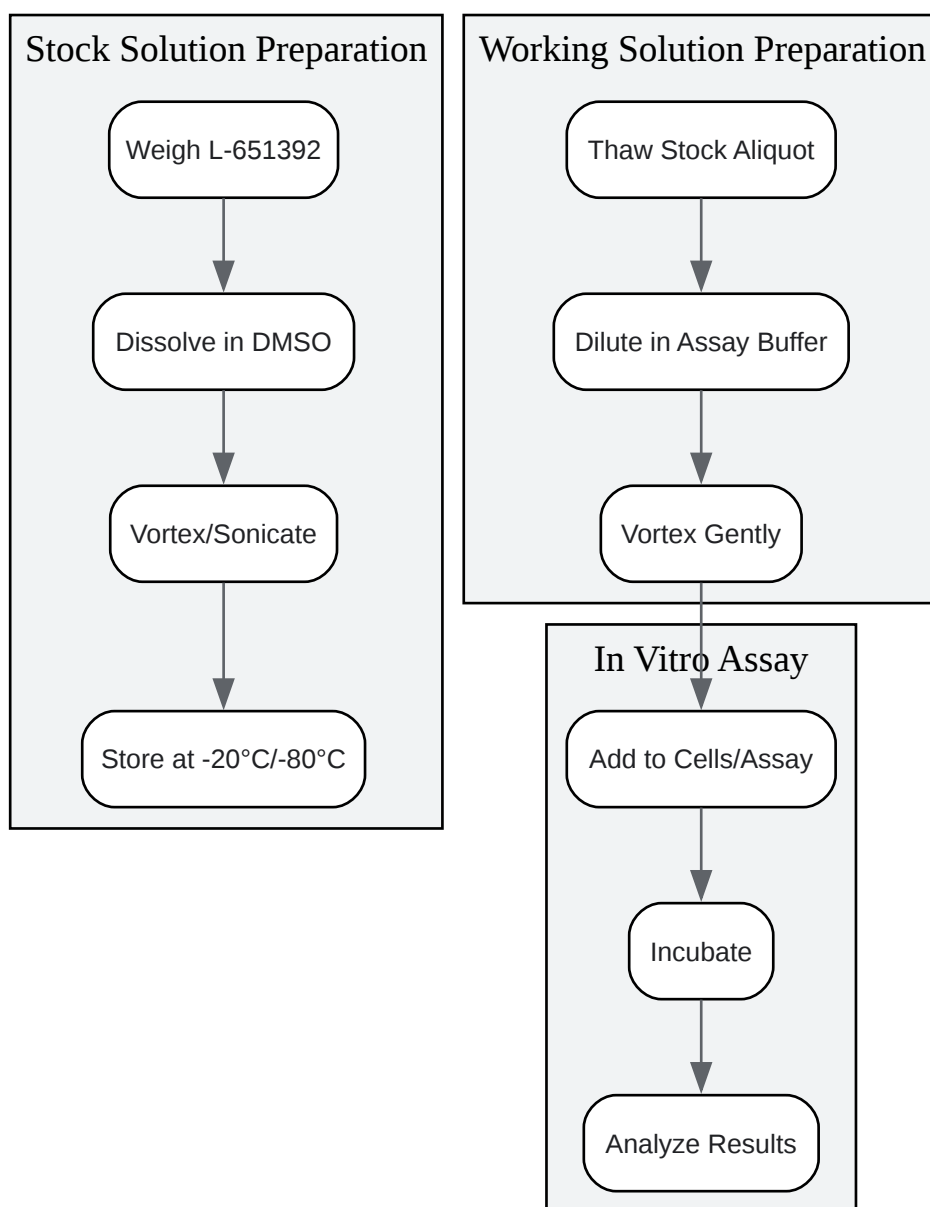 Stock Solution Preparation
Weigh L-651392
Dissolve in DMSO
Vortex/Sonicate
Store at -20°C/-80°C
Working Solution Preparation
Thaw Stock Aliquot
Dilute in Assay Buffer
Vortex Gently
In Vitro Assay
Add to Cells/Assay
Incubate
Analyze Results